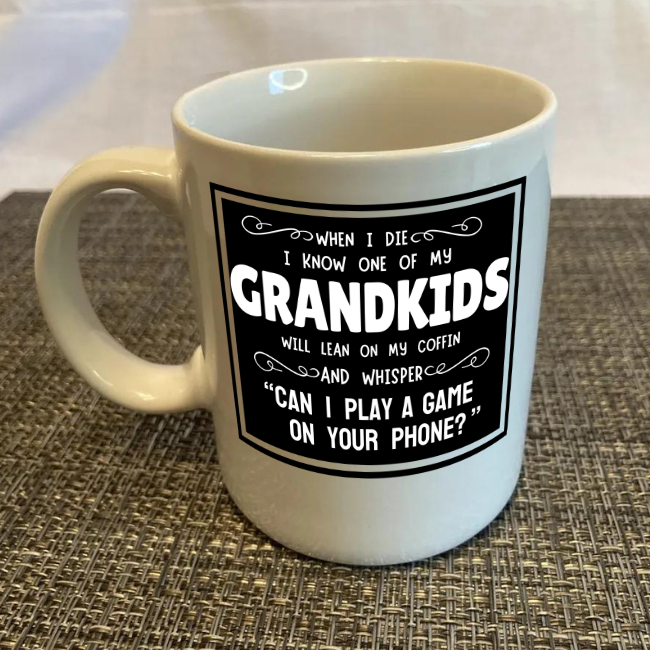 WHEN I DIE
I KNOW ONE OF MY
GRANDKIDS
WILL LEAN ON MY COFFIN
AND WHISPER
“CAN I PLAY A GAME
ON YOUR PHONE?”